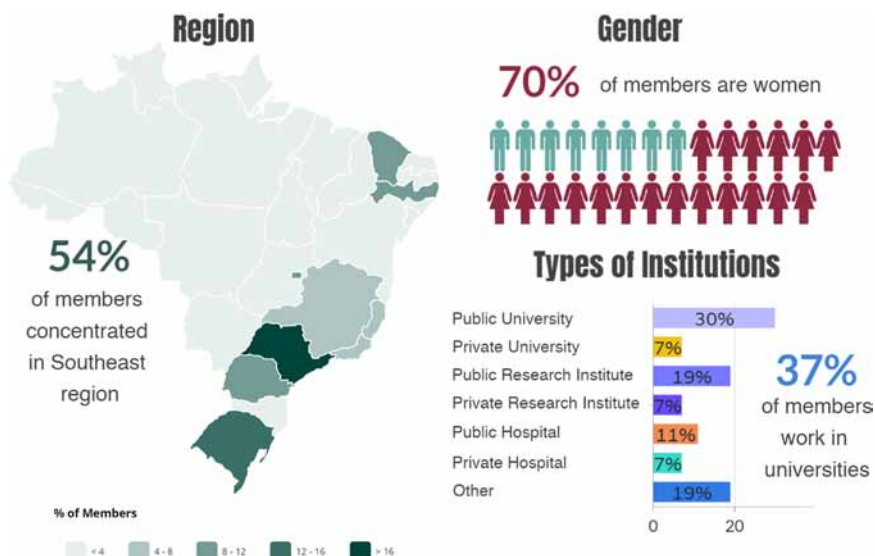 Region
54%
of members
concentrated
in Southeast
region
% of Members
< 4
4 - 8
8 - 12
12 - 16
> 16
Gender
70% of members are women
Types of Institutions
Public University
30%
Private University
7%
Public Research Institute
19%
Private Research Institute
7%
Public Hospital
11%
Private Hospital
7%
Other
19%
0
20
37%
of members
work in
universities